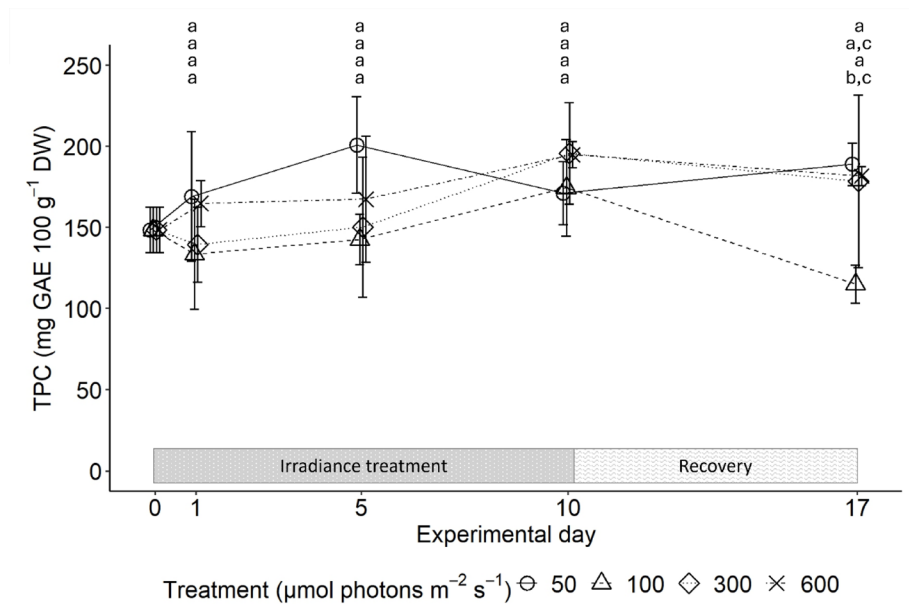 a a a a
a a a a,c
a a a a
a a a b,c
250
200
150
100
50
0
TPC (mg GAE 100 g⁻¹ DW)
Irradiance treatment Recovery
0 1 5 10 17
Experimental day
Treatment (µmol photons m⁻² s⁻¹) 50 100 300 600